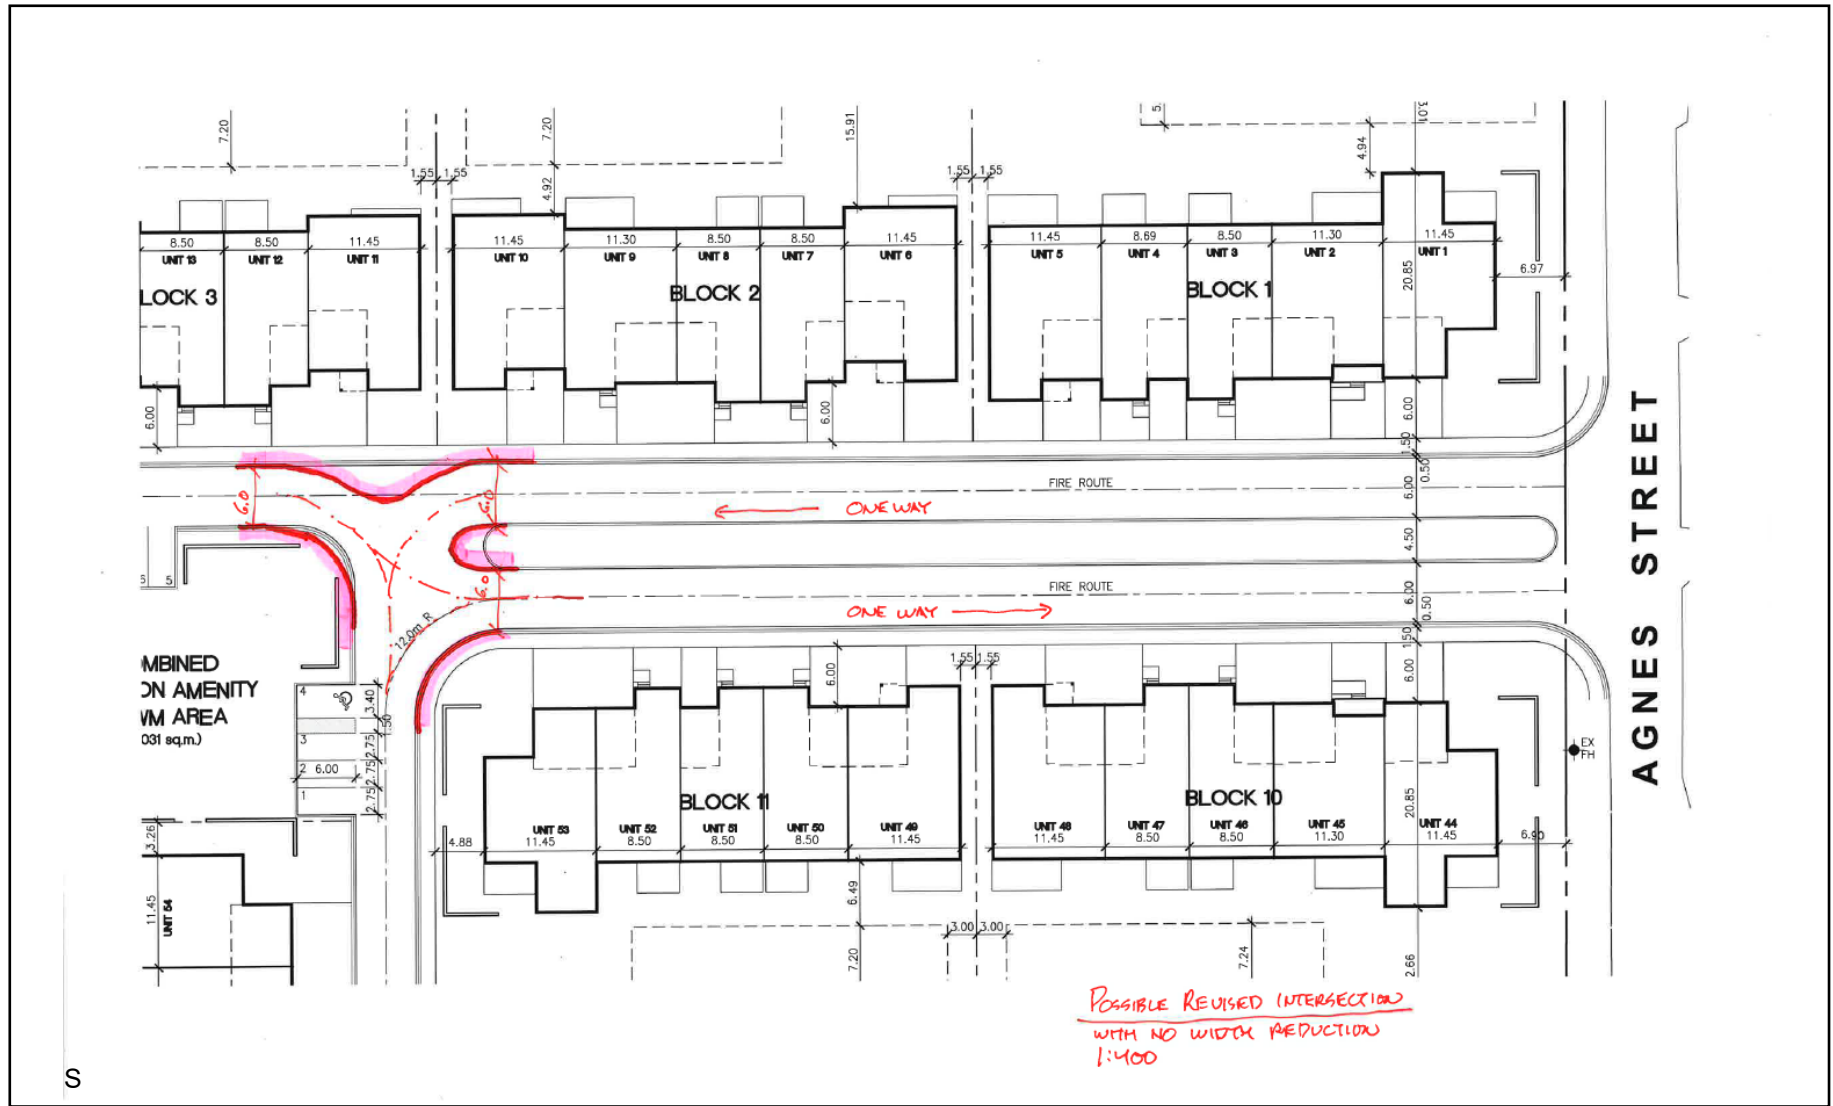 7.20
7.20
15.91
5.
3.01
4.94
1.55 1.55
4.92
1.55 1.55
8.50 8.50 11.45
UNIT 13 UNIT 12 UNIT 11
11.45 11.30 8.50 8.50 11.45
UNIT 10 UNIT 9 UNIT 8 UNIT 7 UNIT 6
11.45 8.69 8.50 11.30 11.45
UNIT 5 UNIT 4 UNIT 3 UNIT 2 UNIT 1
20.85
6.97
LOCK 3
BLOCK 2
BLOCK 1
6.00
6.00
6.00
1.50
0.50
6.0
6.0
FIRE ROUTE
6.00
ONE WAY
4.50
AGNES STREET
6 5
6.0
FIRE ROUTE
6.00
0.50
ONE WAY
12.0m R
1.50
6.00
1.55 1.55
6.00
OMBINED
ON AMENITY
WM AREA
031 sq.m.)
4
3.40
.50
3
2.75
2 6.00
2.75
1
2.75
EX
FH
BLOCK 11
BLOCK 10
20.85
UNIT 53 UNIT 52 UNIT 51 UNIT 50 UNIT 49
4.88 11.45 8.50 8.50 8.50 11.45
UNIT 48 UNIT 47 UNIT 46 UNIT 45 UNIT 44
11.45 8.50 8.50 11.30 11.45 6.90
3.26
11.45
UNIT 54
6.49
7.20
3.00 3.00
7.24
2.66
POSSIBLE REVISED INTERSECTION
WITH NO WIDTH REDUCTION
1:400
S